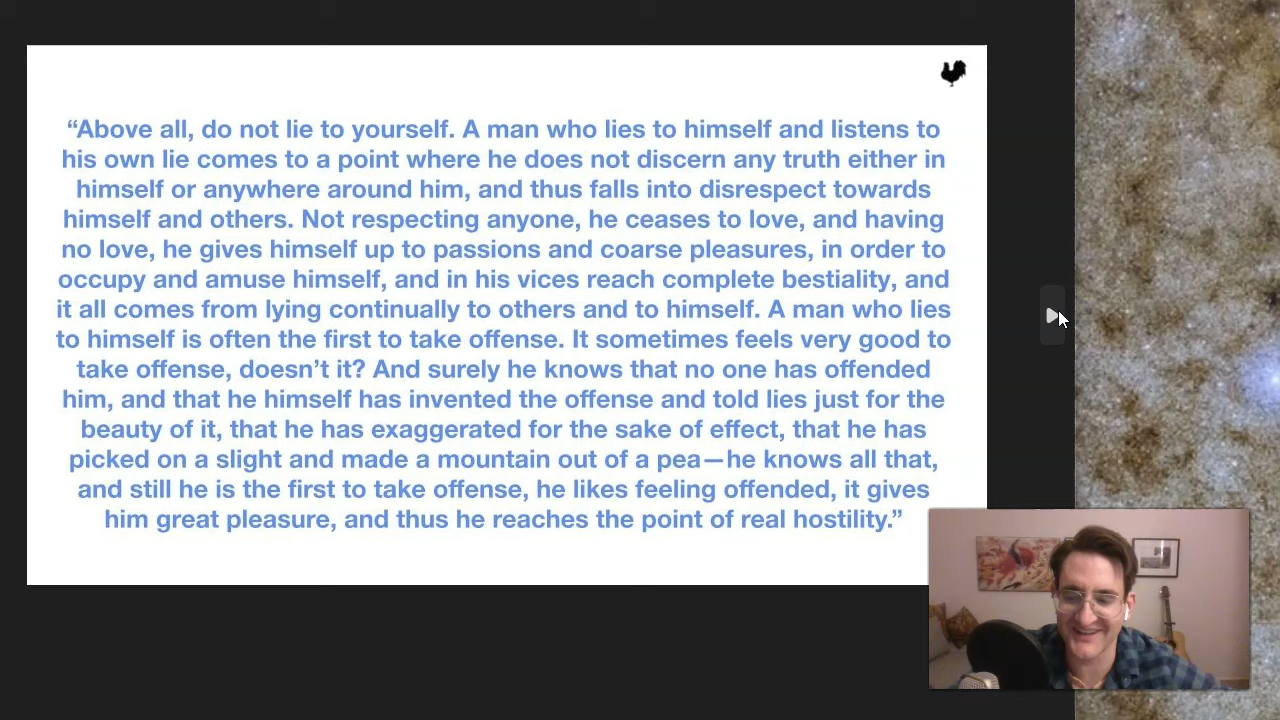 “Above all, do not lie to yourself. A man who lies to himself and listens to
his own lie comes to a point where he does not discern any truth either in
himself or anywhere around him, and thus falls into disrespect towards
himself and others. Not respecting anyone, he ceases to love, and having
no love, he gives himself up to passions and coarse pleasures, in order to
occupy and amuse himself, and in his vices reach complete bestiality, and
it all comes from lying continually to others and to himself. A man who lies
to himself is often the first to take offense. It sometimes feels very good to
take offense, doesn’t it? And surely he knows that no one has offended
him, and that he himself has invented the offense and told lies just for the
beauty of it, that he has exaggerated for the sake of effect, that he has
picked on a slight and made a mountain out of a pea—he knows all that,
and still he is the first to take offense, he likes feeling offended, it gives
him great pleasure, and thus he reaches the point of real hostility.”